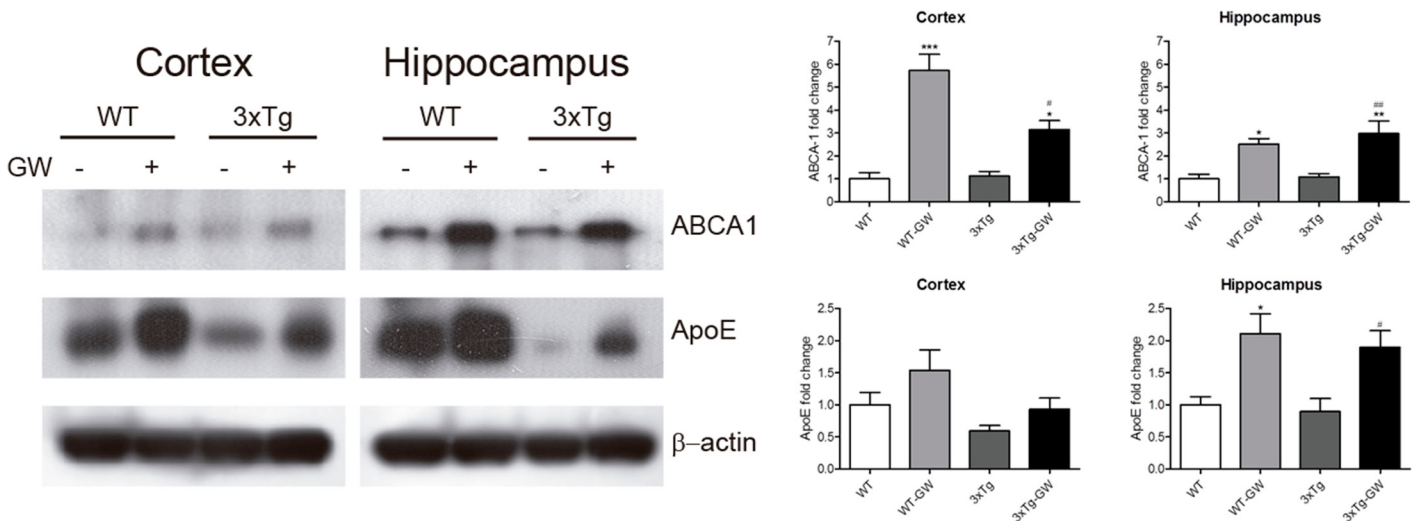 Cortex Hippocampus
WT 3xTg WT 3xTg
GW - + - + - + - +
ABCA1
ApoE
β–actin
Cortex
ABCA-1 fold change
7
6
5
4
3
2
1
0
***
#
*
WT WT-GW 3xTg 3xTg-GW
Hippocampus
ABCA-1 fold change
7
6
5
4
3
2
1
0
*
##
**
WT WT-GW 3xTg 3xTg-GW
Cortex
ApoE fold change
2.5
2.0
1.5
1.0
0.5
0.0
WT WT-GW 3xTg 3xTg-GW
Hippocampus
ApoE fold change
2.5
2.0
1.5
1.0
0.5
0.0
*
#
WT WT-GW 3xTg 3xTg-GW